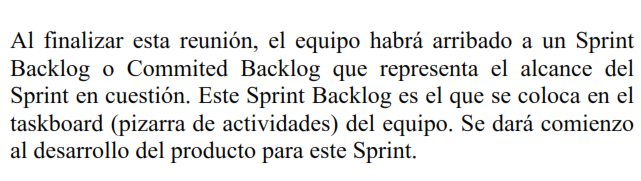 Al finalizar esta reunión, el equipo habrá arribado a un Sprint
Backlog o Commited Backlog que representa el alcance del
Sprint en cuestión. Este Sprint Backlog es el que se coloca en el
taskboard (pizarra de actividades) del equipo. Se dará comienzo
al desarrollo del producto para este Sprint.